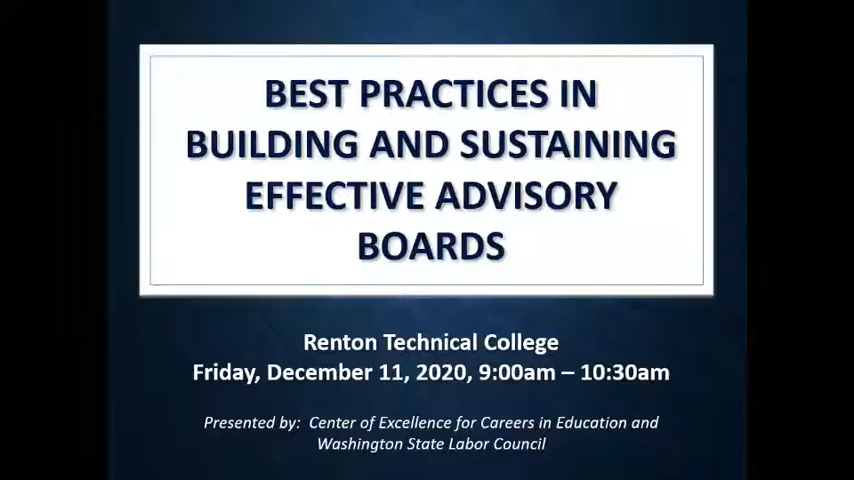 BEST PRACTICES IN
BUILDING AND SUSTAINING
EFFECTIVE ADVISORY
BOARDS
Renton Technical College
Friday, December 11, 2020, 9:00am – 10:30am
Presented by: Center of Excellence for Careers in Education and
Washington State Labor Council